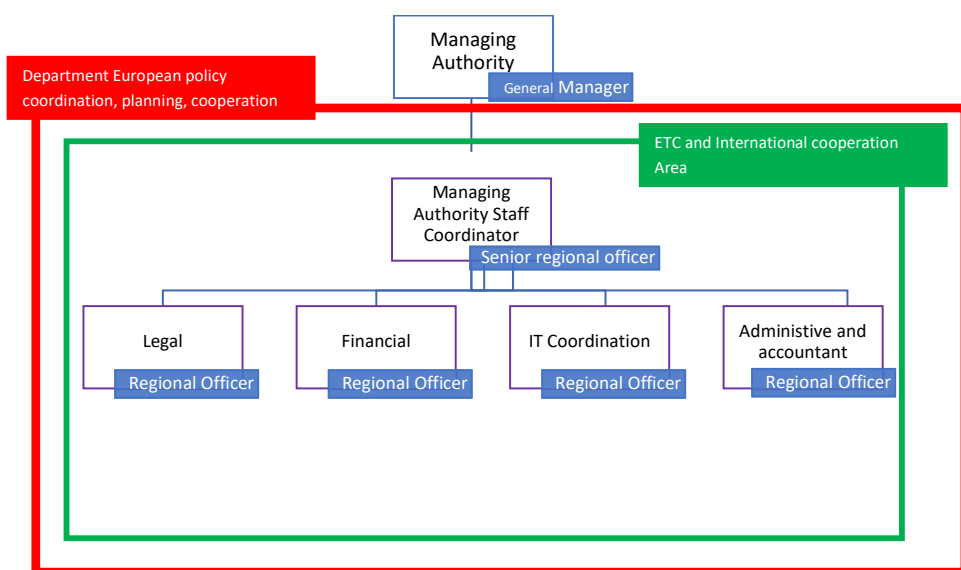 Managing
Authority
General Manager
Department European policy
coordination, planning, cooperation
ETC and International cooperation
Area
Managing
Authority Staff
Coordinator
Senior regional officer
Legal
Regional Officer
Financial
Regional Officer
IT Coordination
Regional Officer
Administive and
accountant
Regional Officer